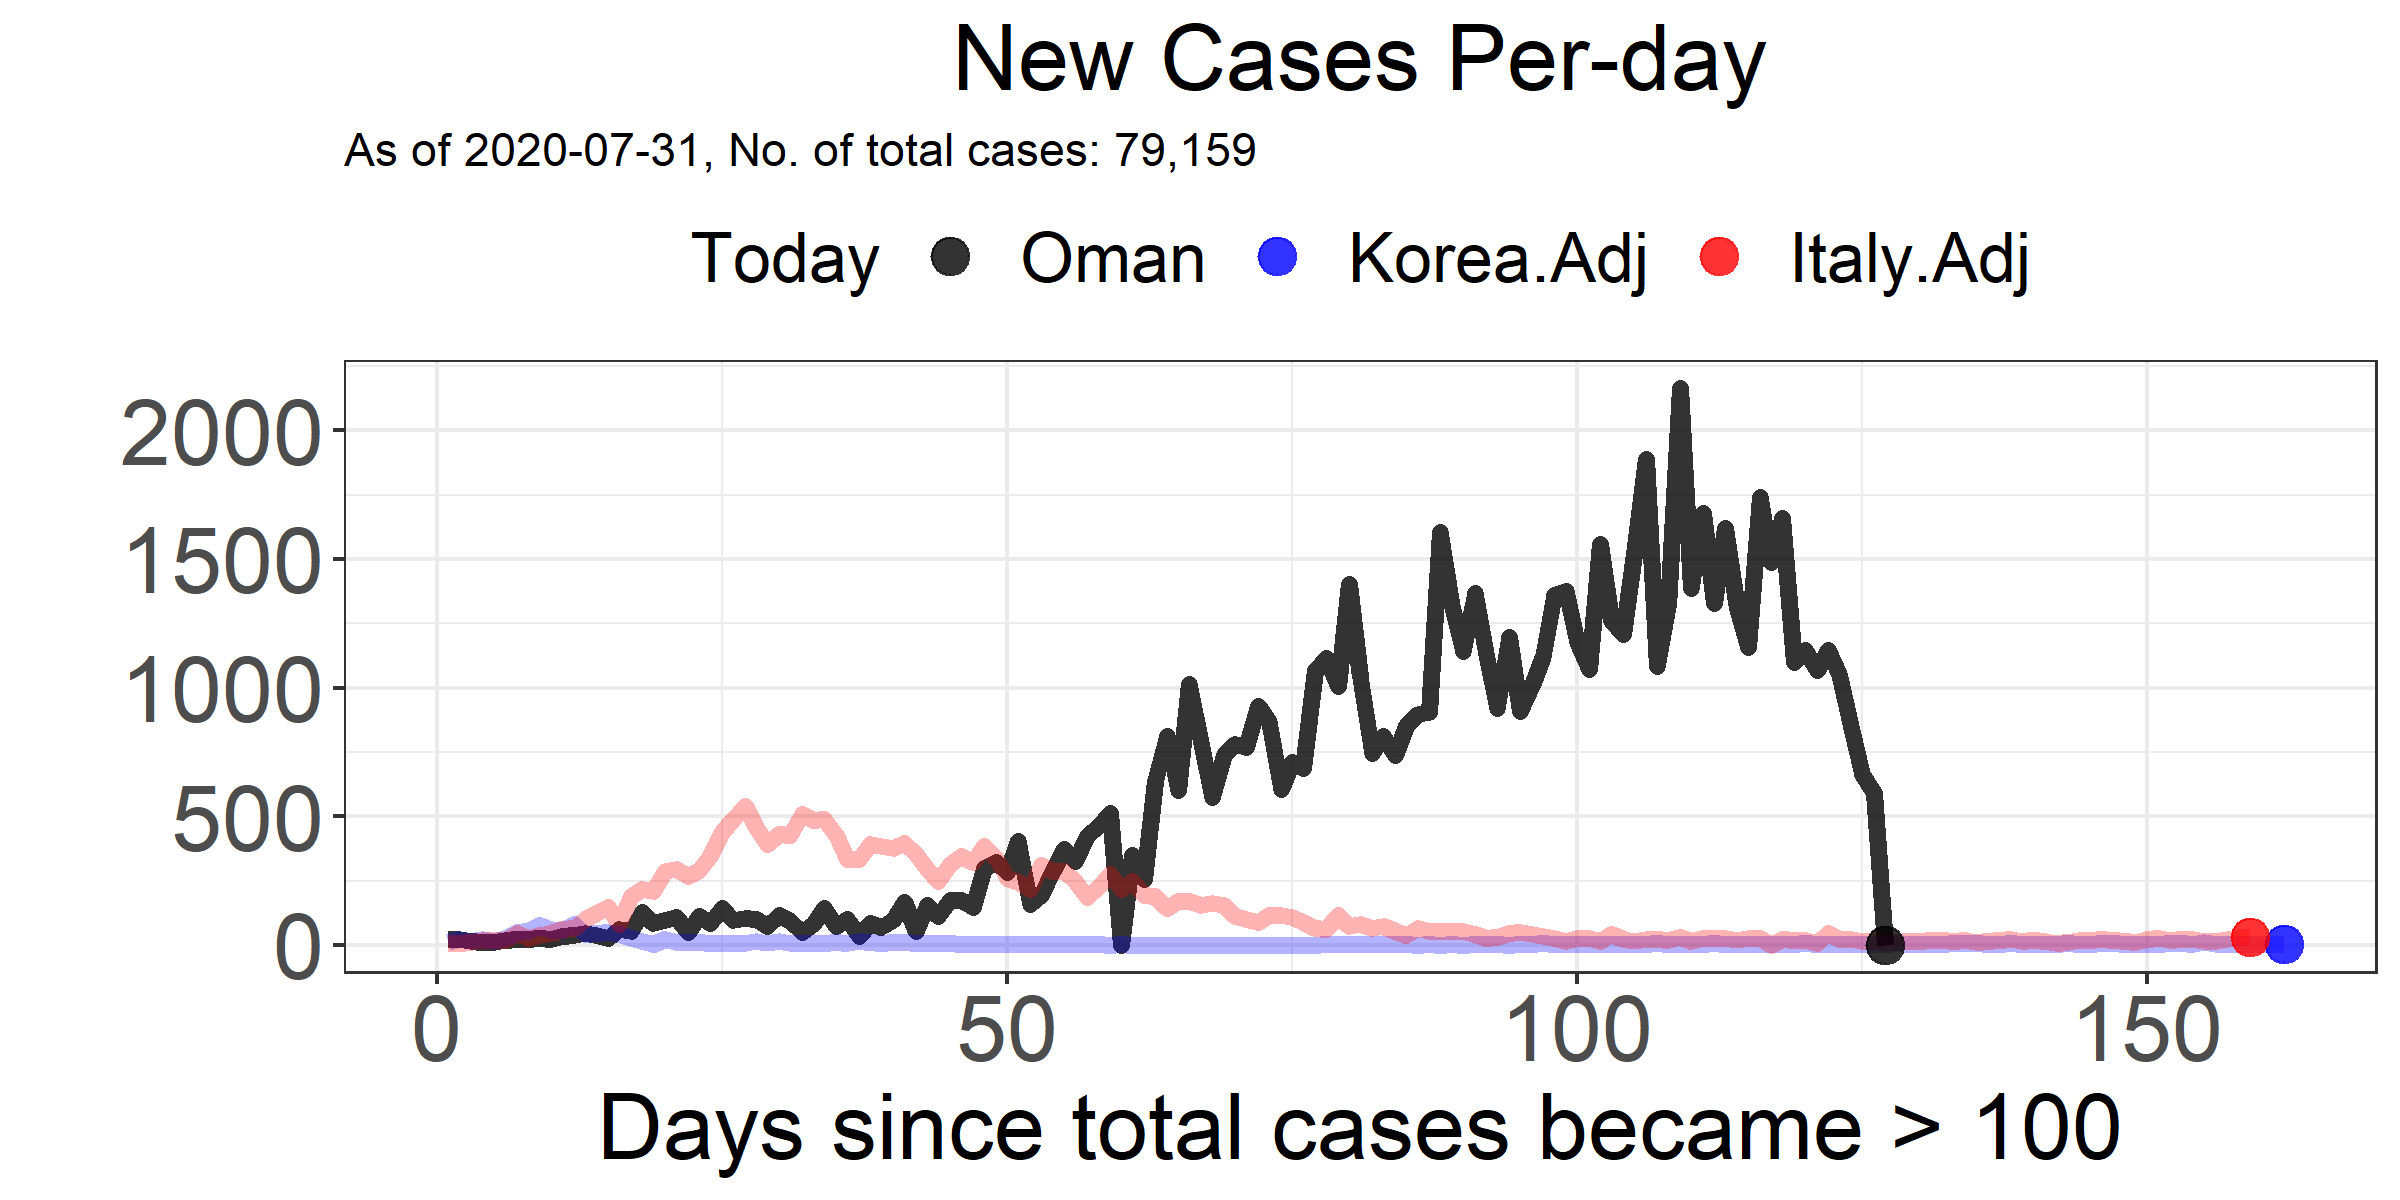 New Cases Per-day
As of 2020-07-31, No. of total cases: 79,159
Today Oman Korea.Adj Italy.Adj
2000
1500
1000
500
0
0 50 100 150
Days since total cases became > 100